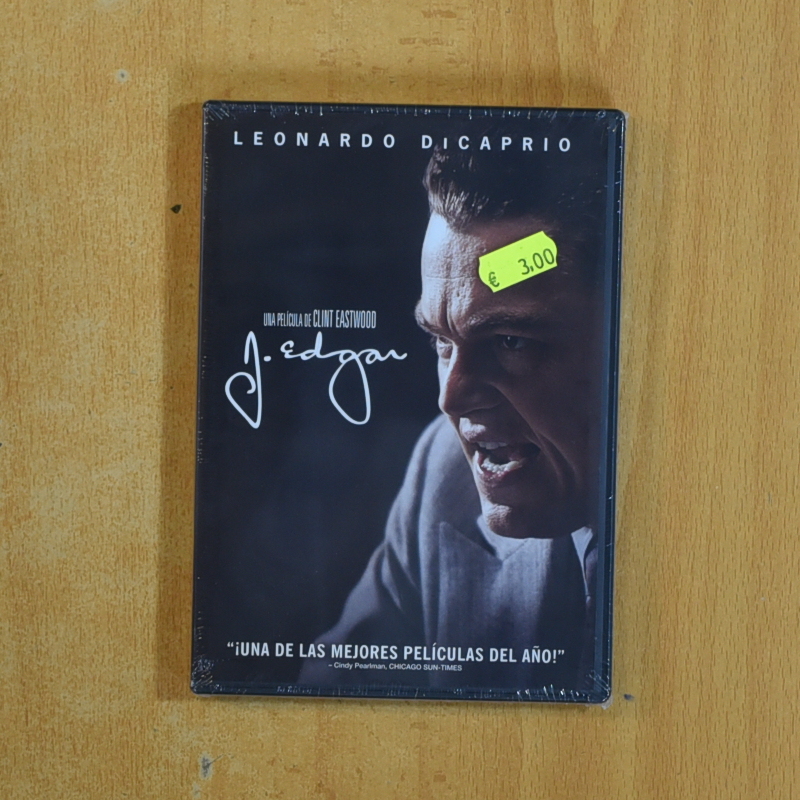 LEONARDO DiCAPRIO
€ 3,00
UNA PELÍCULA DE CLINT EASTWOOD
J. Edgar
“¡UNA DE LAS MEJORES PELÍCULAS DEL AÑO!”
– Cindy Pearlman, CHICAGO SUN-TIMES